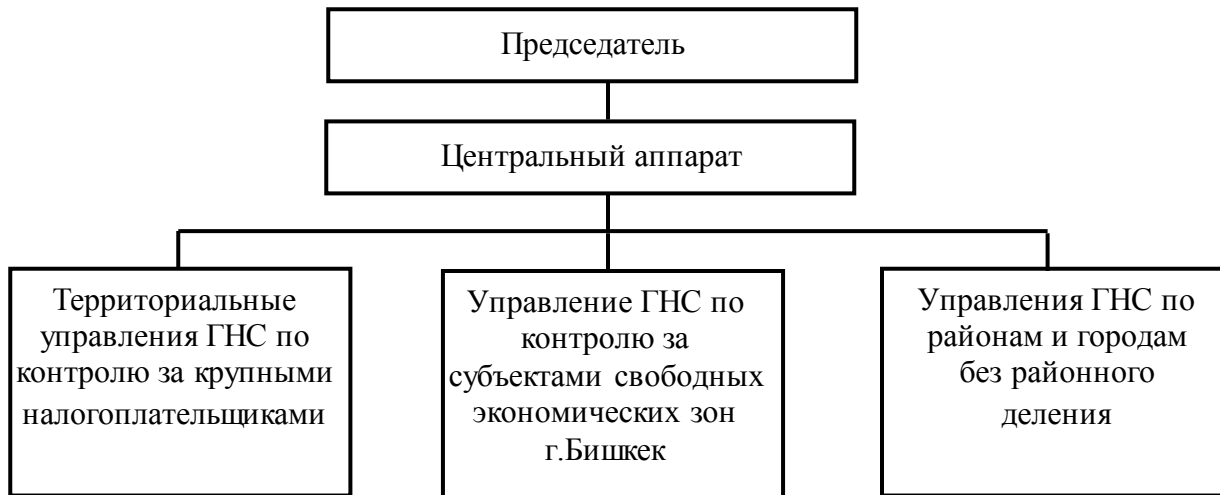 Председатель
Центральный аппарат
Территориальные
управления ГНС по
контролю за крупными
налогоплательщиками
Управление ГНС по
контролю за
субъектами свободных
экономических зон
г.Бишкек
Управления ГНС по
районам и городам
без районного
деления